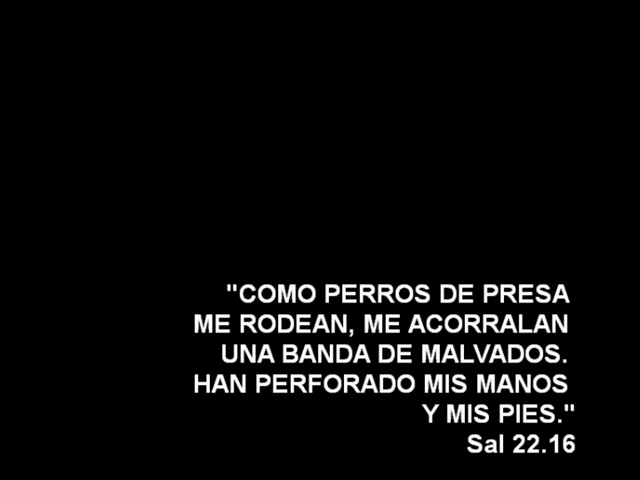 "COMO PERROS DE PRESA
ME RODEAN, ME ACORRALAN
UNA BANDA DE MALVADOS.
HAN PERFORADO MIS MANOS
Y MIS PIES."
Sal 22.16